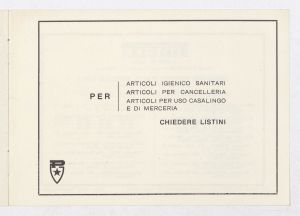 PER
ARTICOLI IGIENICO SANITARI
ARTICOLI PER CANCELLERIA
ARTICOLI PER USO CASALINGO
E DI MERCERIA
CHIEDERE LISTINI